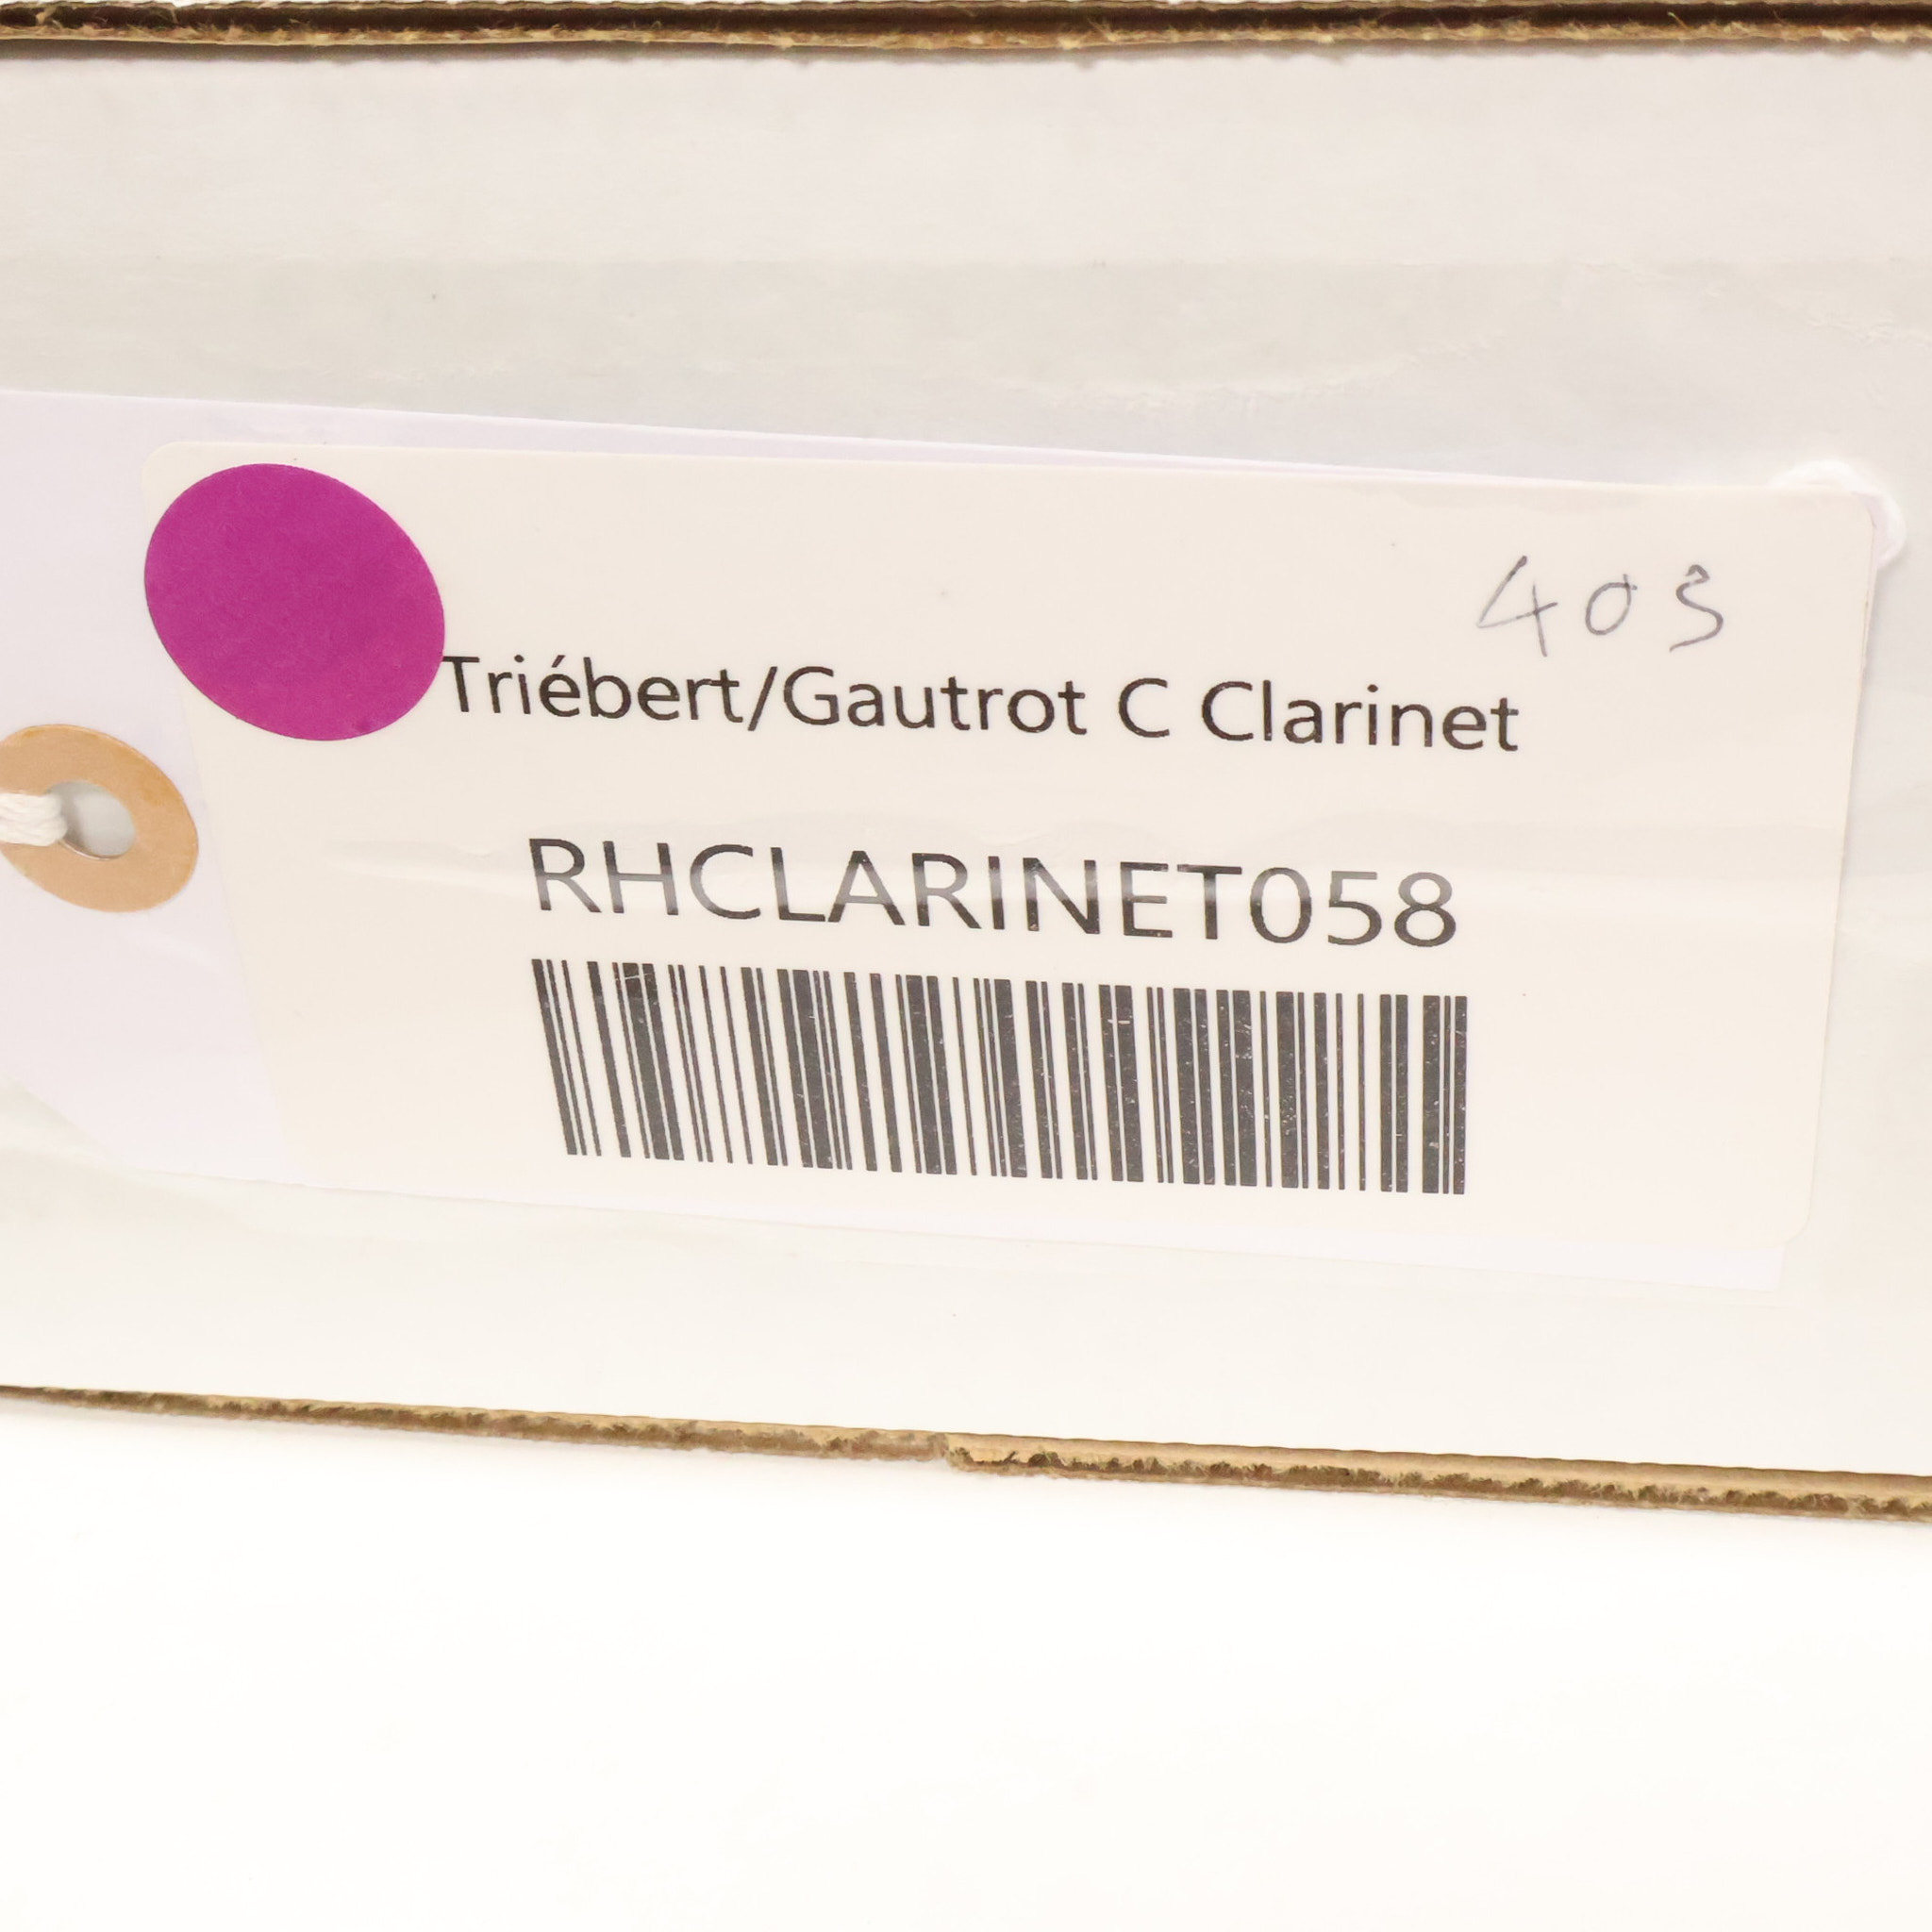 403
Triébert/Gautrot C Clarinet
RHCLARINET058